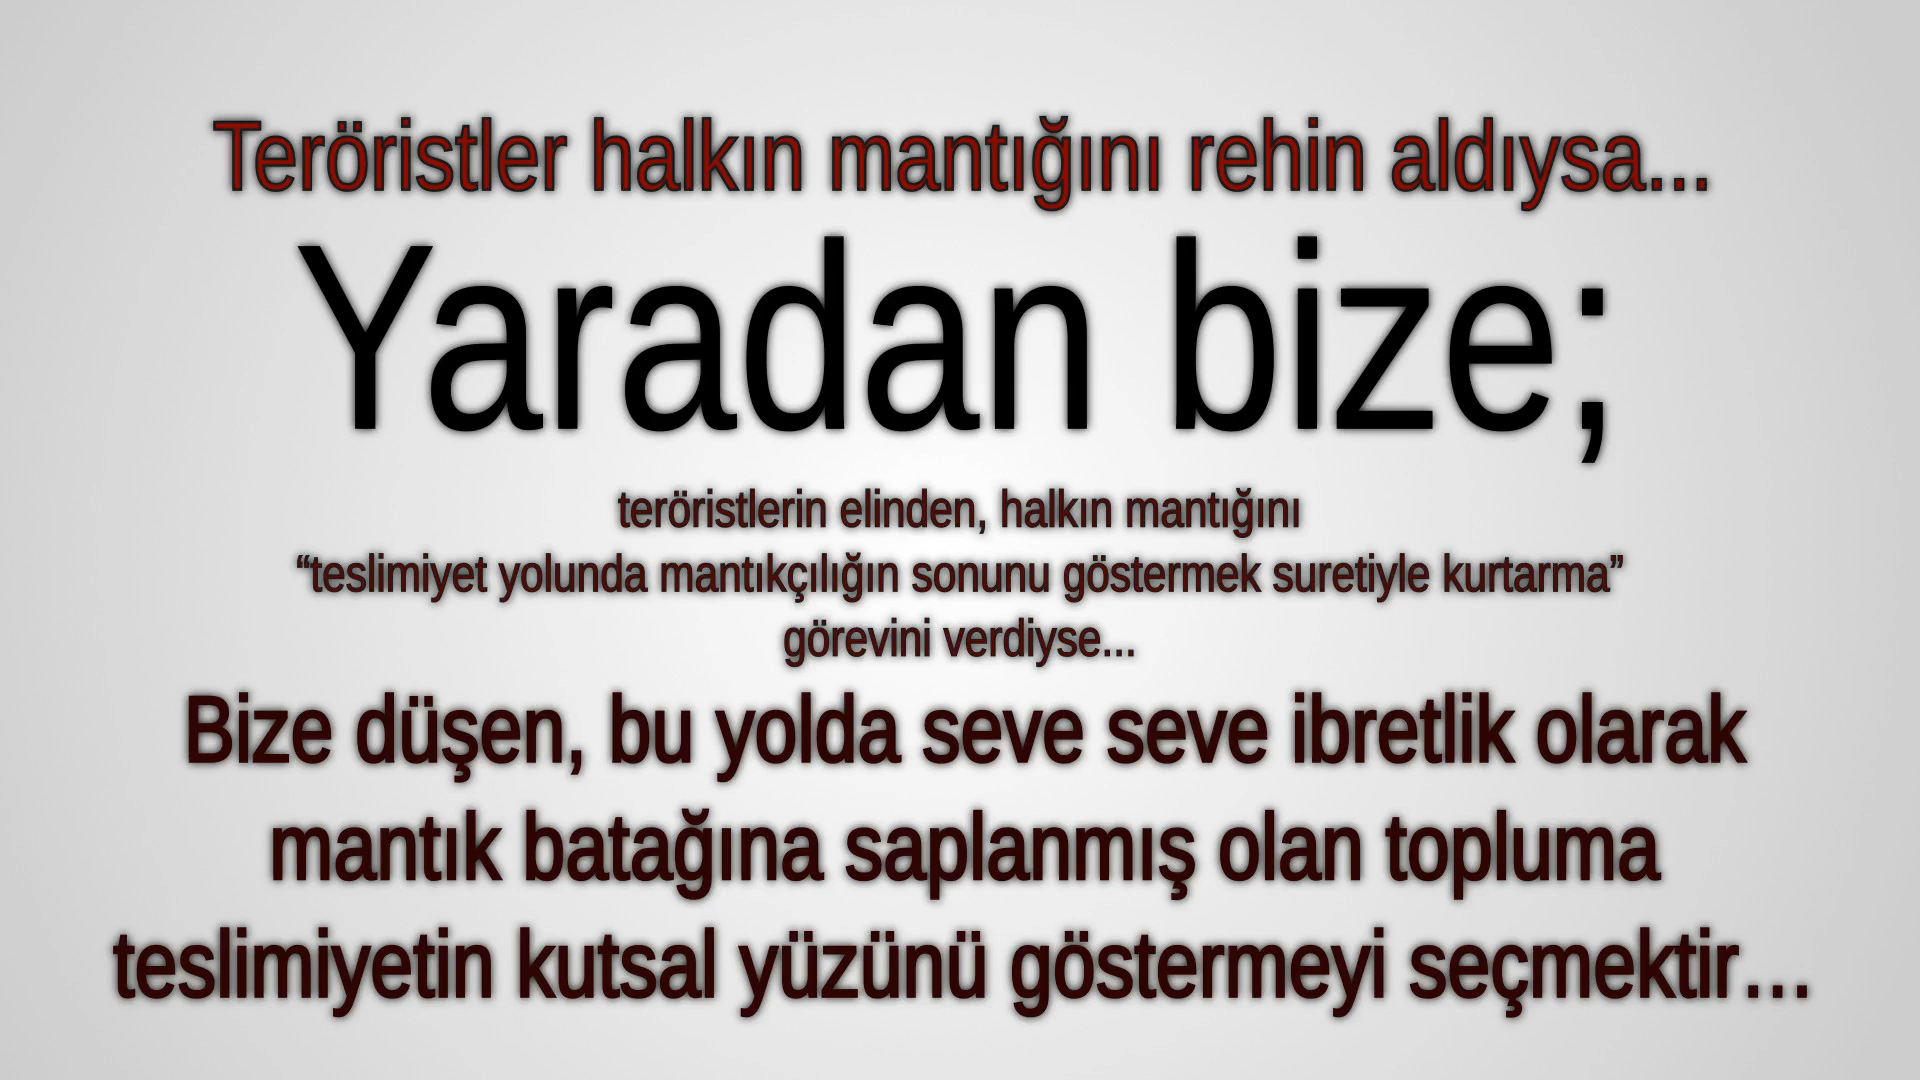 Teröristler halkın mantığını rehin aldıysa...
Yaradan bize;
teröristlerin elinden, halkın mantığını
“teslimiyet yolunda mantıkçılığın sonunu göstermek suretiyle kurtarma”
görevini verdiyse...
Bize düşen, bu yolda seve seve ibretlik olarak
mantık batağına saplanmış olan topluma
teslimiyetin kutsal yüzünü göstermeyi seçmektir…